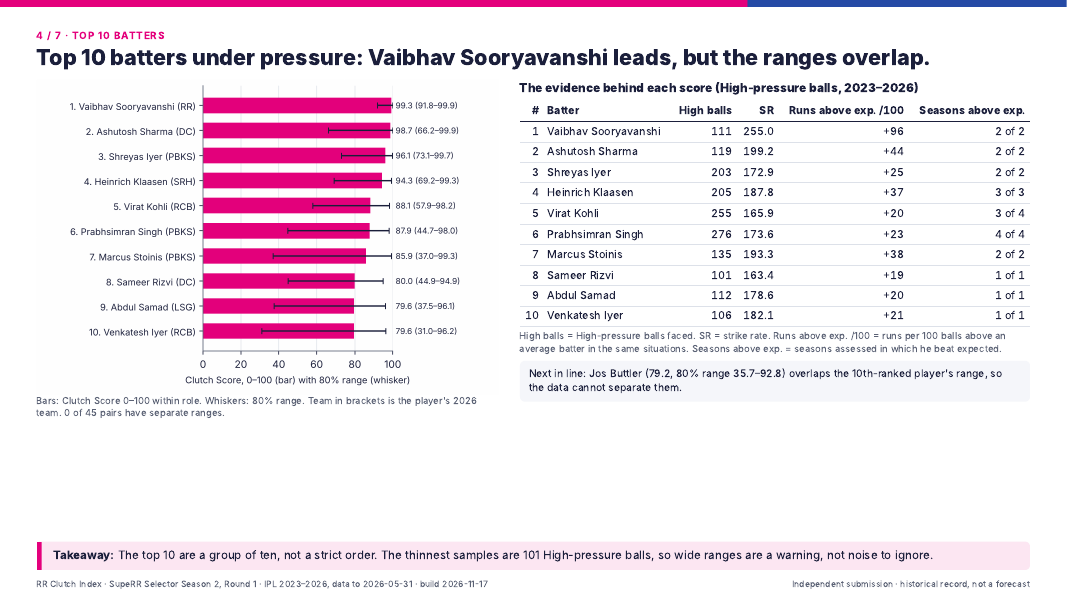 4 / 7 · TOP 10 BATTERS
Top 10 batters under pressure: Vaibhav Sooryavanshi leads, but the ranges overlap.
1. Vaibhav Sooryavanshi (RR) 99.3 (91.8–99.9)
2. Ashutosh Sharma (DC) 98.7 (66.2–99.9)
3. Shreyas Iyer (PBKS) 96.1 (73.1–99.7)
4. Heinrich Klaasen (SRH) 94.3 (69.2–99.3)
5. Virat Kohli (RCB) 88.1 (57.9–98.2)
6. Prabhsimran Singh (PBKS) 87.9 (44.7–98.0)
7. Marcus Stoinis (PBKS) 85.9 (37.0–99.3)
8. Sameer Rizvi (DC) 80.0 (44.9–94.9)
9. Abdul Samad (LSG) 79.6 (37.5–96.1)
10. Venkatesh Iyer (RCB) 79.6 (31.0–96.2)
0 20 40 60 80 100
Clutch Score, 0–100 (bar) with 80% range (whisker)
Bars: Clutch Score 0–100 within role. Whiskers: 80% range. Team in brackets is the player's 2026
team. 0 of 45 pairs have separate ranges.
The evidence behind each score (High-pressure balls, 2023–2026)
# Batter High balls SR Runs above exp. /100 Seasons above exp.
1 Vaibhav Sooryavanshi 111 255.0 +96 2 of 2
2 Ashutosh Sharma 119 199.2 +44 2 of 2
3 Shreyas Iyer 203 172.9 +25 2 of 2
4 Heinrich Klaasen 205 187.8 +37 3 of 3
5 Virat Kohli 255 165.9 +20 3 of 4
6 Prabhsimran Singh 276 173.6 +23 4 of 4
7 Marcus Stoinis 135 193.3 +38 2 of 2
8 Sameer Rizvi 101 163.4 +19 1 of 1
9 Abdul Samad 112 178.6 +20 1 of 1
10 Venkatesh Iyer 106 182.1 +21 1 of 1
High balls = High-pressure balls faced. SR = strike rate. Runs above exp. /100 = runs per 100 balls above an
average batter in the same situations. Seasons above exp. = seasons assessed in which he beat expected.
Next in line: Jos Buttler (79.2, 80% range 35.7–92.8) overlaps the 10th-ranked player's range, so
the data cannot separate them.
Takeaway: The top 10 are a group of ten, not a strict order. The thinnest samples are 101 High-pressure balls, so wide ranges are a warning, not noise to ignore.
RR Clutch Index · SupeRR Selector Season 2, Round 1 · IPL 2023–2026, data to 2026-05-31 · build 2026-11-17
Independent submission · historical record, not a forecast